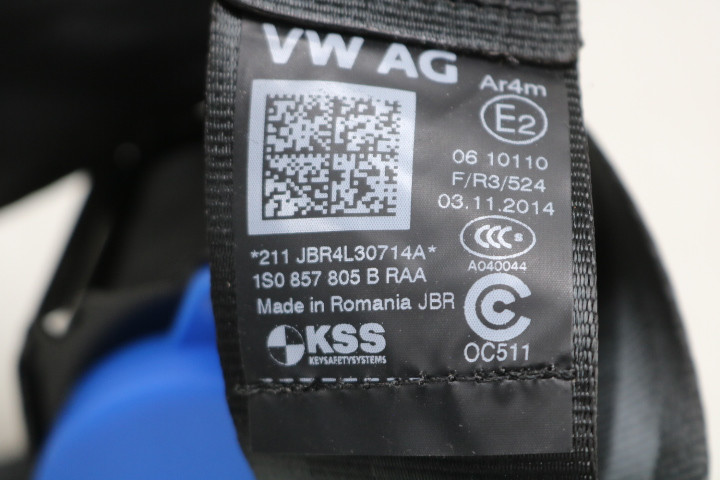 VW AG
Ar4m
E2
06 10110
F/R3/524
03.11.2014
CCC S
A040044
*211 JBR4L30714A*
1S0 857 805 B RAA
Made in Romania JBR
KSS
KEYSAFETYSYSTEMS
OC511